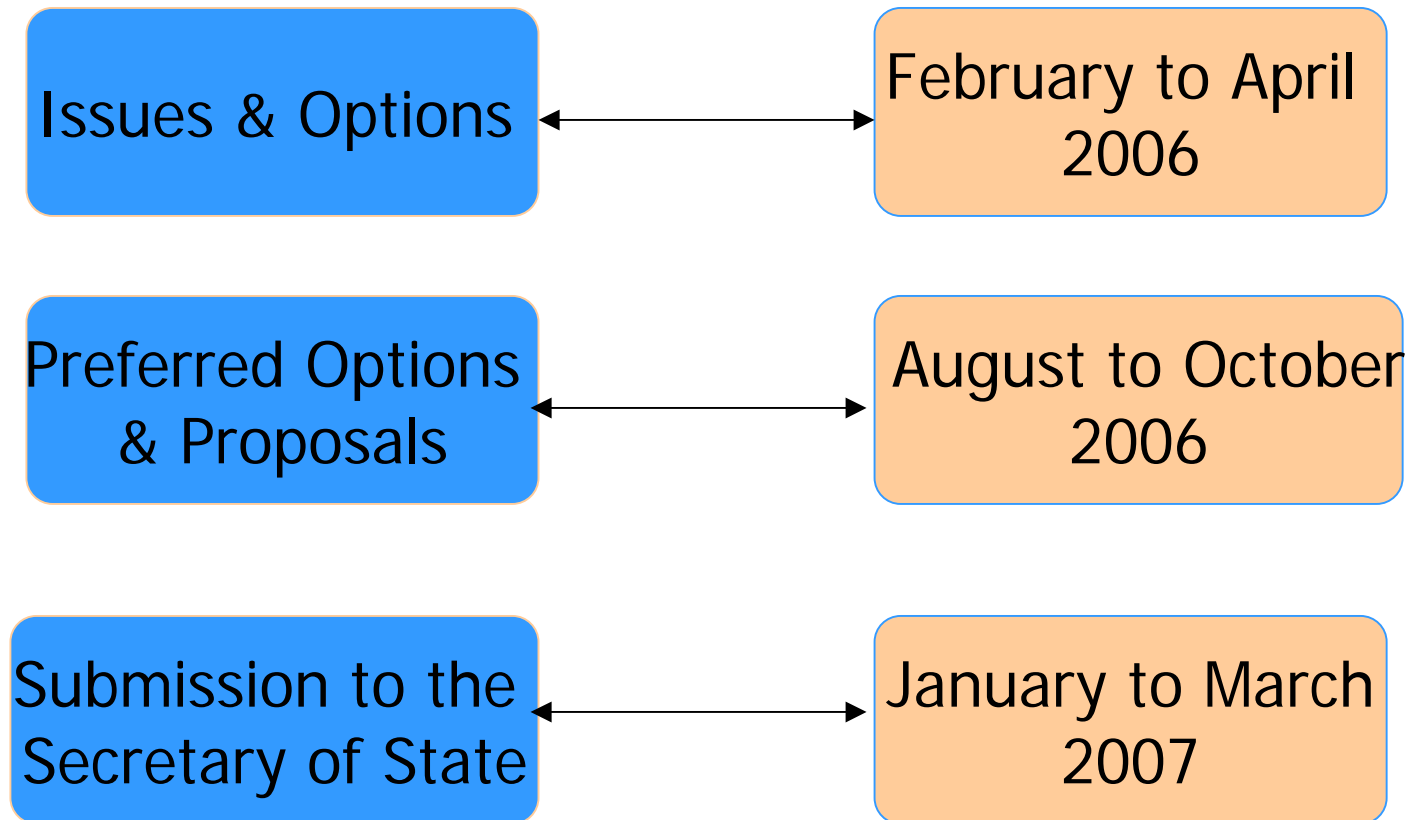 Issues & Options
February to April
2006
Preferred Options
& Proposals
August to October
2006
Submission to the
Secretary of State
January to March
2007